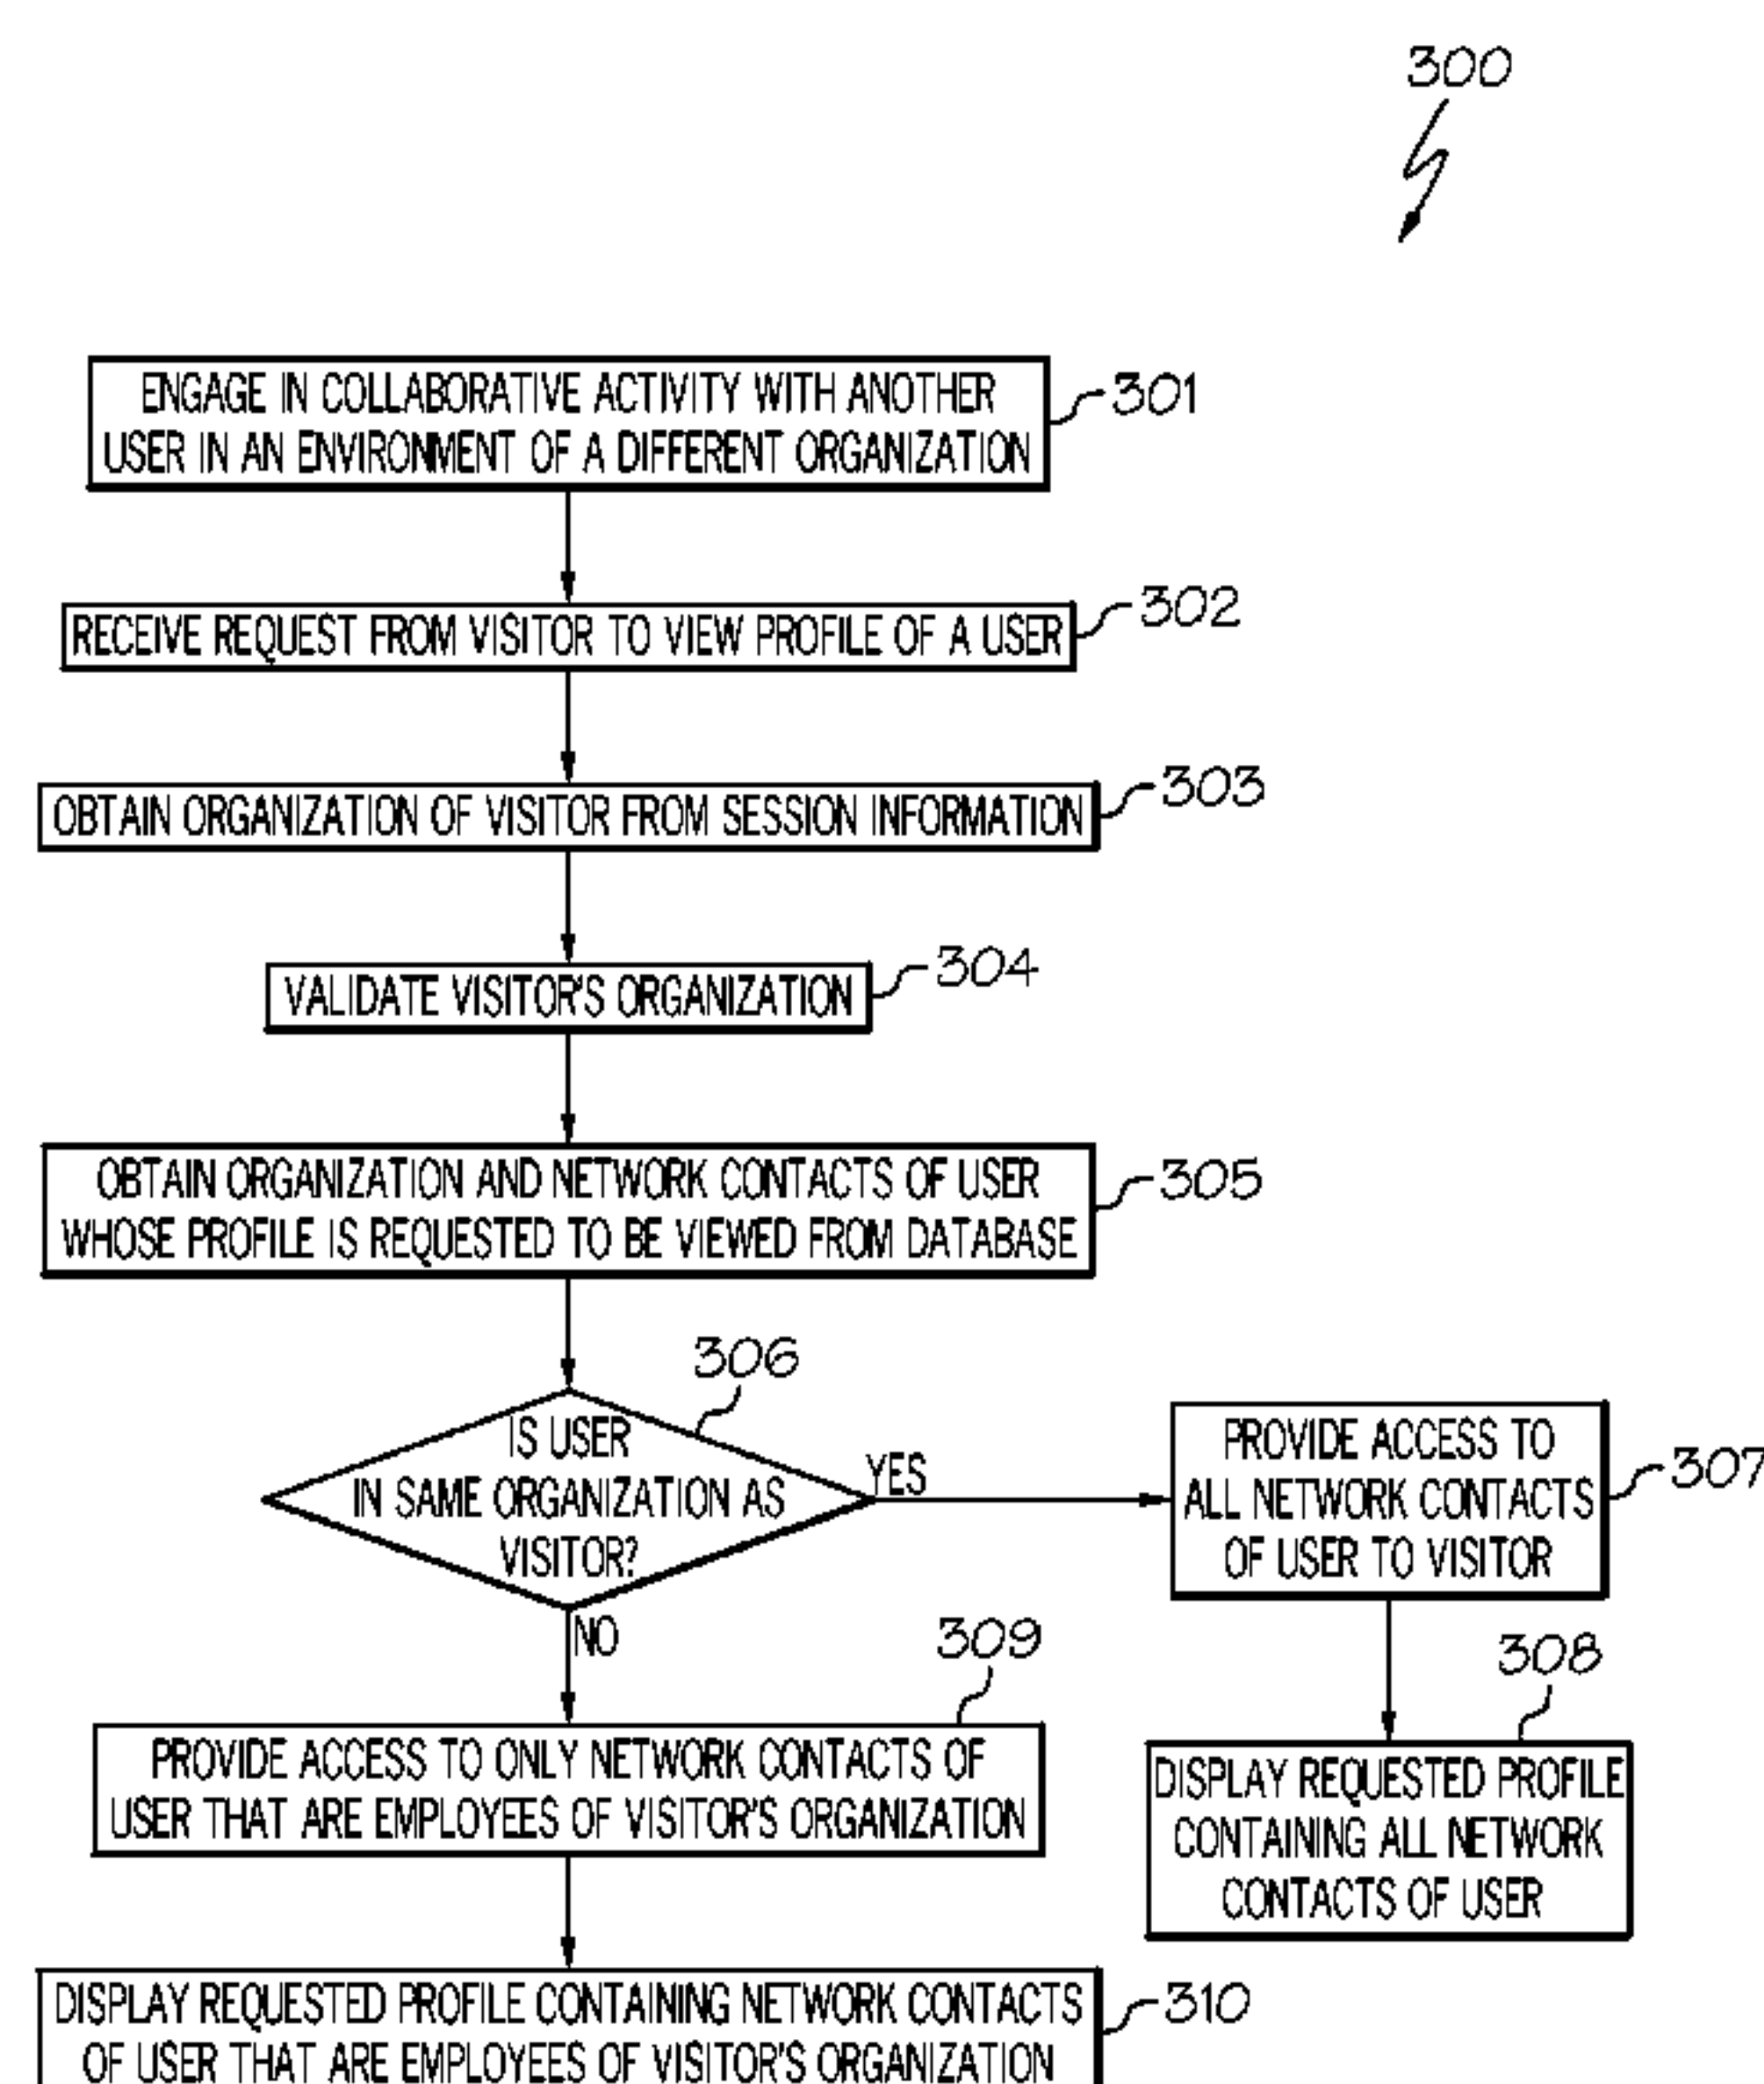 300
ENGAGE IN COLLABORATIVE ACTIVITY WITH ANOTHER
USER IN AN ENVIRONMENT OF A DIFFERENT ORGANIZATION
301
RECEIVE REQUEST FROM VISITOR TO VIEW PROFILE OF A USER
302
OBTAIN ORGANIZATION OF VISITOR FROM SESSION INFORMATION
303
VALIDATE VISITOR'S ORGANIZATION
304
OBTAIN ORGANIZATION AND NETWORK CONTACTS OF USER
WHOSE PROFILE IS REQUESTED TO BE VIEWED FROM DATABASE
305
306
IS USER
IN SAME ORGANIZATION AS
VISITOR?
YES
NO
PROVIDE ACCESS TO
ALL NETWORK CONTACTS
OF USER TO VISITOR
307
308
DISPLAY REQUESTED PROFILE
CONTAINING ALL NETWORK
CONTACTS OF USER
309
PROVIDE ACCESS TO ONLY NETWORK CONTACTS OF
USER THAT ARE EMPLOYEES OF VISITOR'S ORGANIZATION
DISPLAY REQUESTED PROFILE CONTAINING NETWORK CONTACTS
OF USER THAT ARE EMPLOYEES OF VISITOR'S ORGANIZATION
310